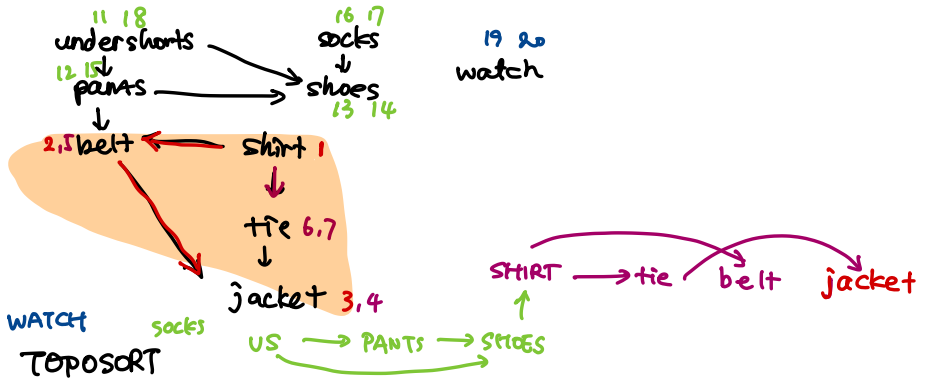 11 18
undershorts
16 17
socks
19 20
watch
12 15
pants
shoes
13 14
2,5 belt
shirt 1
tie 6,7
jacket 3,4
SHIRT tie belt jacket
WATCH socks US PANTS SHOES
TOPOSORT